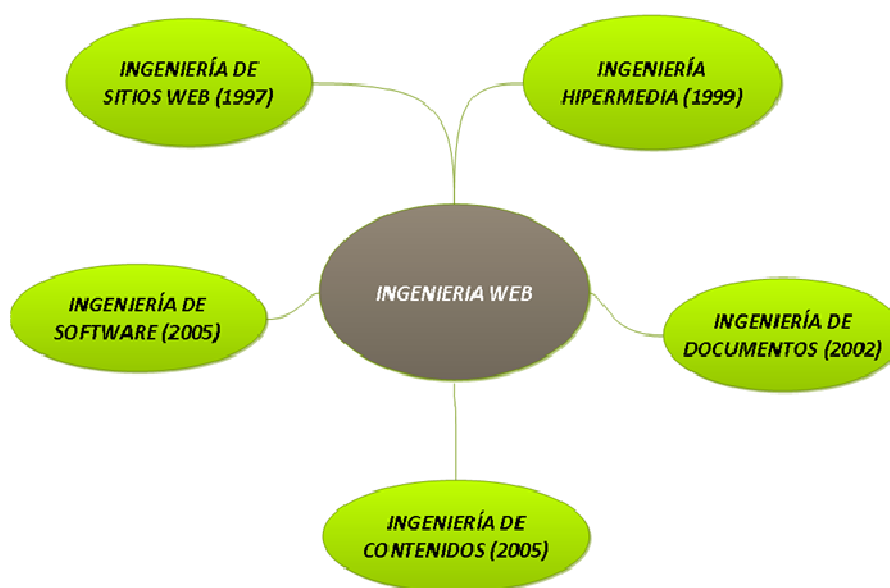 INGENIERÍA DE
SITIOS WEB (1997)
INGENIERÍA
HIPERMEDIA (1999)
INGENIERIA WEB
INGENIERÍA DE
SOFTWARE (2005)
INGENIERÍA DE
DOCUMENTOS (2002)
INGENIERÍA DE
CONTENIDOS (2005)